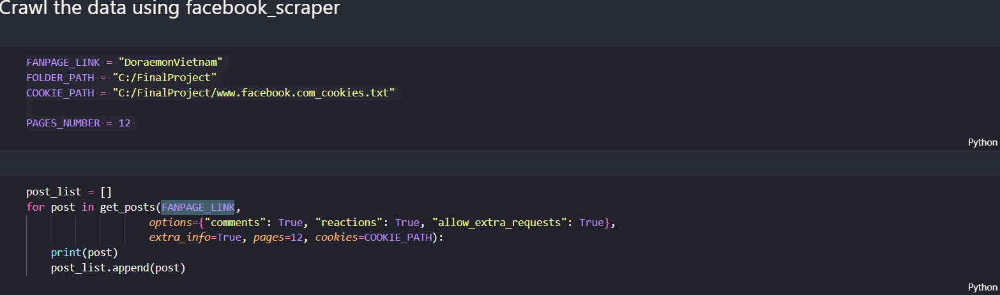 Crawl the data using facebook_scraper
FANPAGE_LINK = "DoraemonVietnam"
FOLDER_PATH = "C:/FinalProject"
COOKIE_PATH = "C:/FinalProject/www.facebook.com_cookies.txt"
PAGES_NUMBER = 12
Python
post_list = []
for post in get_posts(FANPAGE_LINK,
options={"comments": True, "reactions": True, "allow_extra_requests": True},
extra_info=True, pages=12, cookies=COOKIE_PATH):
print(post)
post_list.append(post)
Python